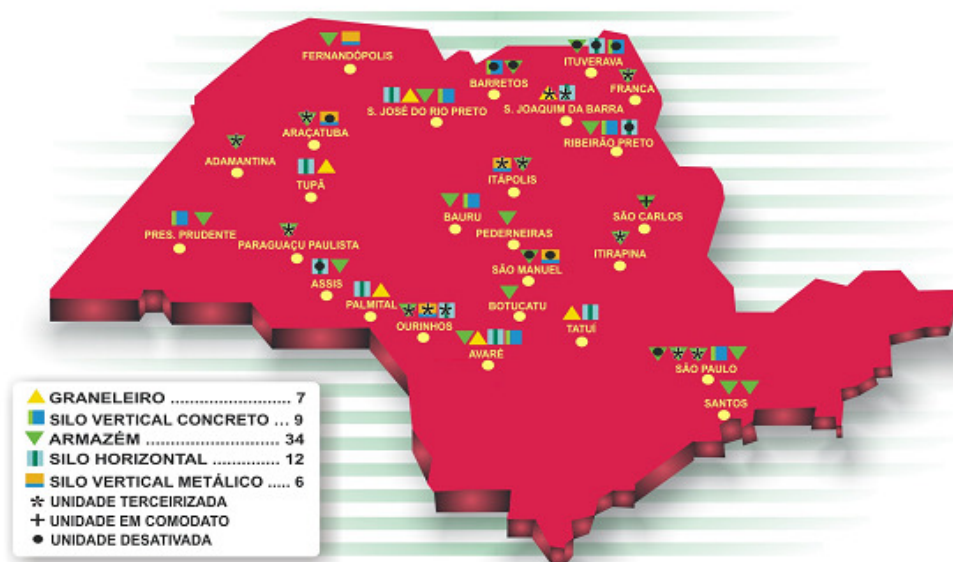 FERNANDÓPOLIS
ITUVERAVA
BARRETOS
FRANCA
S. JOSÉ DO RIO PRETO
S. JOAQUIM DA BARRA
ARAÇATUBA
RIBEIRÃO PRETO
ADAMANTINA
TUPÃ
ITÁPOLIS
BAURU
SÃO CARLOS
PRES. PRUDENTE
PEDERNEIRAS
PARAGUAÇU PAULISTA
ITIRAPINA
SÃO MANUEL
ASSIS
PALMITAL
BOTUCATU
OURINHOS
TATUÍ
AVARÉ
SÃO PAULO
SANTOS
GRANELEIRO ........................ 7
SILO VERTICAL CONCRETO ... 9
ARMAZÉM ........................... 34
SILO HORIZONTAL .............. 12
SILO VERTICAL METÁLICO ..... 6
UNIDADE TERCEIRIZADA
UNIDADE EM COMODATO
UNIDADE DESATIVADA